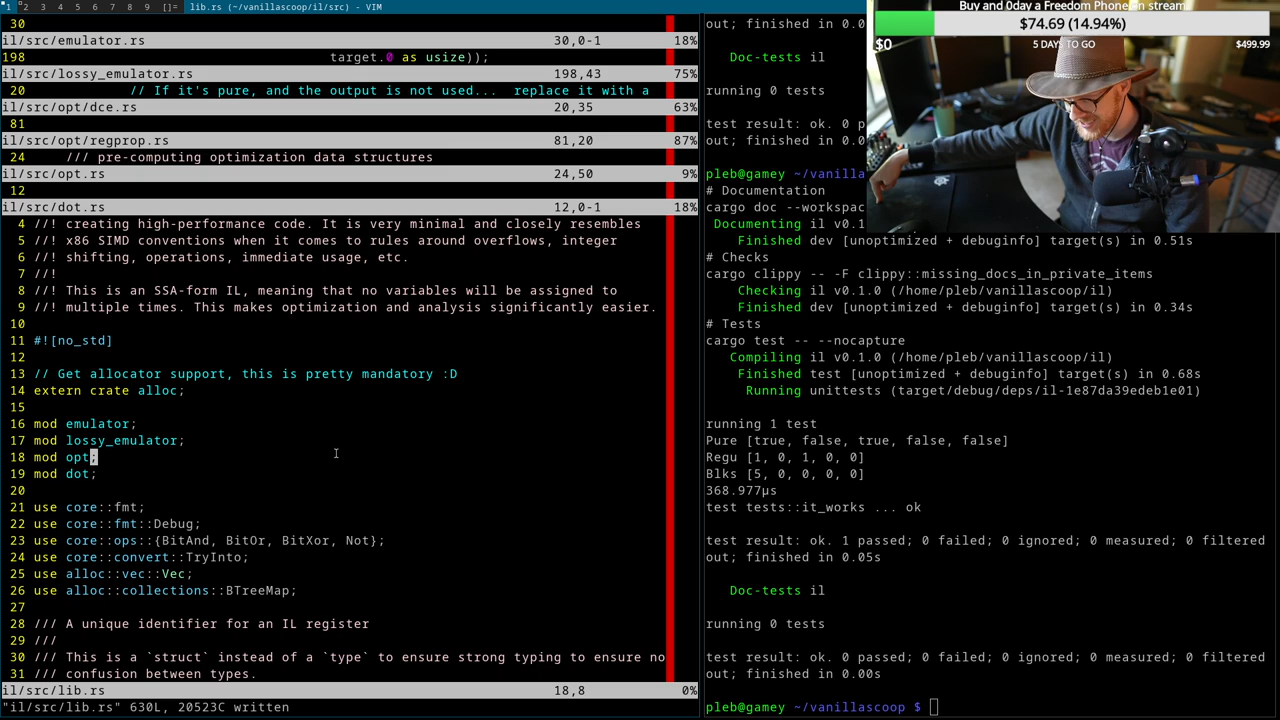 1 2 3 4 5 6 7 8 9 []= lib.rs (~/vanillascoop/il/src) - VIM
30
il/src/emulator.rs 30,0-1 18%
198 target.0 as usize));
il/src/lossy_emulator.rs 198,43 75%
20 // If it's pure, and the output is not used... replace it with a
il/src/opt/dce.rs 20,35 63%
81
il/src/opt/regprop.rs 81,20 87%
24 /// pre-computing optimization data structures
il/src/opt.rs 24,50 9%
12
il/src/dot.rs 12,0-1 18%
4 //! creating high-performance code. It is very minimal and closely resembles
5 //! x86 SIMD conventions when it comes to rules around overflows, integer
6 //! shifting, operations, immediate usage, etc.
7 //!
8 //! This is an SSA-form IL, meaning that no variables will be assigned to
9 //! multiple times. This makes optimization and analysis significantly easier.
10
11 #![no_std]
12
13 // Get allocator support, this is pretty mandatory :D
14 extern crate alloc;
15
16 mod emulator;
17 mod lossy_emulator;
18 mod opt;
19 mod dot;
20
21 use core::fmt;
22 use core::fmt::Debug;
23 use core::ops::{BitAnd, BitOr, BitXor, Not};
24 use core::convert::TryInto;
25 use alloc::vec::Vec;
26 use alloc::collections::BTreeMap;
27
28 /// A unique identifier for an IL register
29 ///
30 /// This is a `struct` instead of a `type` to ensure strong typing to ensure no
31 /// confusion between types.
il/src/lib.rs 18,8 0%
"il/src/lib.rs" 630L, 20523C written
out; finished in 0.0
Doc-tests il
running 0 tests
test result: ok. 0 p
out; finished in 0.0
pleb@gamey ~/vanilla
# Documentation
cargo doc --workspac
Documenting il v0.1
Finished dev [unoptimized + debuginfo] target(s) in 0.51s
# Checks
cargo clippy -- -F clippy::missing_docs_in_private_items
Checking il v0.1.0 (/home/pleb/vanillascoop/il)
Finished dev [unoptimized + debuginfo] target(s) in 0.34s
# Tests
cargo test -- --nocapture
Compiling il v0.1.0 (/home/pleb/vanillascoop/il)
Finished test [unoptimized + debuginfo] target(s) in 0.68s
Running unittests (target/debug/deps/il-1e87da39edeb1e01)
running 1 test
Pure [true, false, true, false, false]
Regu [1, 0, 1, 0, 0]
Blks [5, 0, 0, 0, 0]
368.977µs
test tests::it_works ... ok
test result: ok. 1 passed; 0 failed; 0 ignored; 0 measured; 0 filtered
out; finished in 0.05s
Doc-tests il
running 0 tests
test result: ok. 0 passed; 0 failed; 0 ignored; 0 measured; 0 filtered
out; finished in 0.00s
pleb@gamey ~/vanillascoop $
Buy and 0day a Freedom Phone on stream
$74.69 (14.94%)
$0 5 DAYS TO GO $499.99